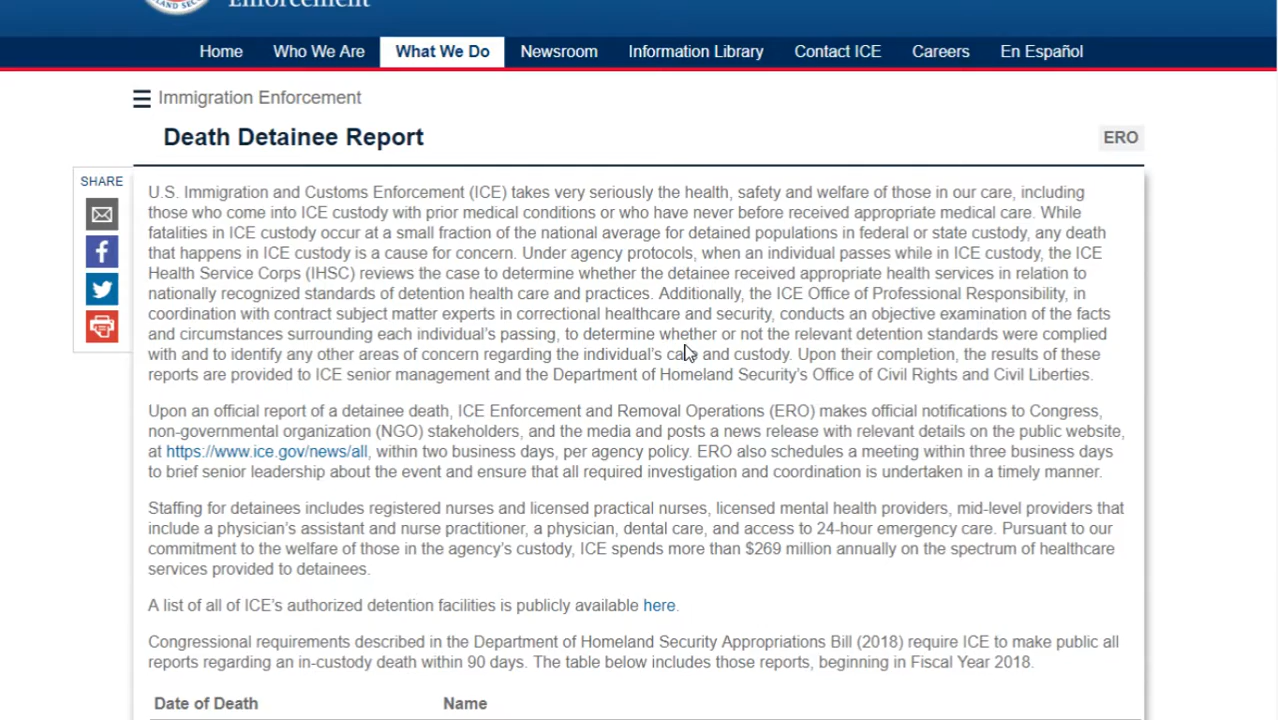 LAND SEC
Enforcement
Home Who We Are What We Do Newsroom Information Library Contact ICE Careers En Español
Immigration Enforcement
Death Detainee Report
ERO
SHARE
U.S. Immigration and Customs Enforcement (ICE) takes very seriously the health, safety and welfare of those in our care, including
those who come into ICE custody with prior medical conditions or who have never before received appropriate medical care. While
fatalities in ICE custody occur at a small fraction of the national average for detained populations in federal or state custody, any death
that happens in ICE custody is a cause for concern. Under agency protocols, when an individual passes while in ICE custody, the ICE
Health Service Corps (IHSC) reviews the case to determine whether the detainee received appropriate health services in relation to
nationally recognized standards of detention health care and practices. Additionally, the ICE Office of Professional Responsibility, in
coordination with contract subject matter experts in correctional healthcare and security, conducts an objective examination of the facts
and circumstances surrounding each individual's passing, to determine whether or not the relevant detention standards were complied
with and to identify any other areas of concern regarding the individual's care and custody. Upon their completion, the results of these
reports are provided to ICE senior management and the Department of Homeland Security's Office of Civil Rights and Civil Liberties.
Upon an official report of a detainee death, ICE Enforcement and Removal Operations (ERO) makes official notifications to Congress,
non-governmental organization (NGO) stakeholders, and the media and posts a news release with relevant details on the public website,
at https://www.ice.gov/news/all, within two business days, per agency policy. ERO also schedules a meeting within three business days
to brief senior leadership about the event and ensure that all required investigation and coordination is undertaken in a timely manner.
Staffing for detainees includes registered nurses and licensed practical nurses, licensed mental health providers, mid-level providers that
include a physician's assistant and nurse practitioner, a physician, dental care, and access to 24-hour emergency care. Pursuant to our
commitment to the welfare of those in the agency's custody, ICE spends more than $269 million annually on the spectrum of healthcare
services provided to detainees.
A list of all of ICE's authorized detention facilities is publicly available here.
Congressional requirements described in the Department of Homeland Security Appropriations Bill (2018) require ICE to make public all
reports regarding an in-custody death within 90 days. The table below includes those reports, beginning in Fiscal Year 2018.
Date of Death Name